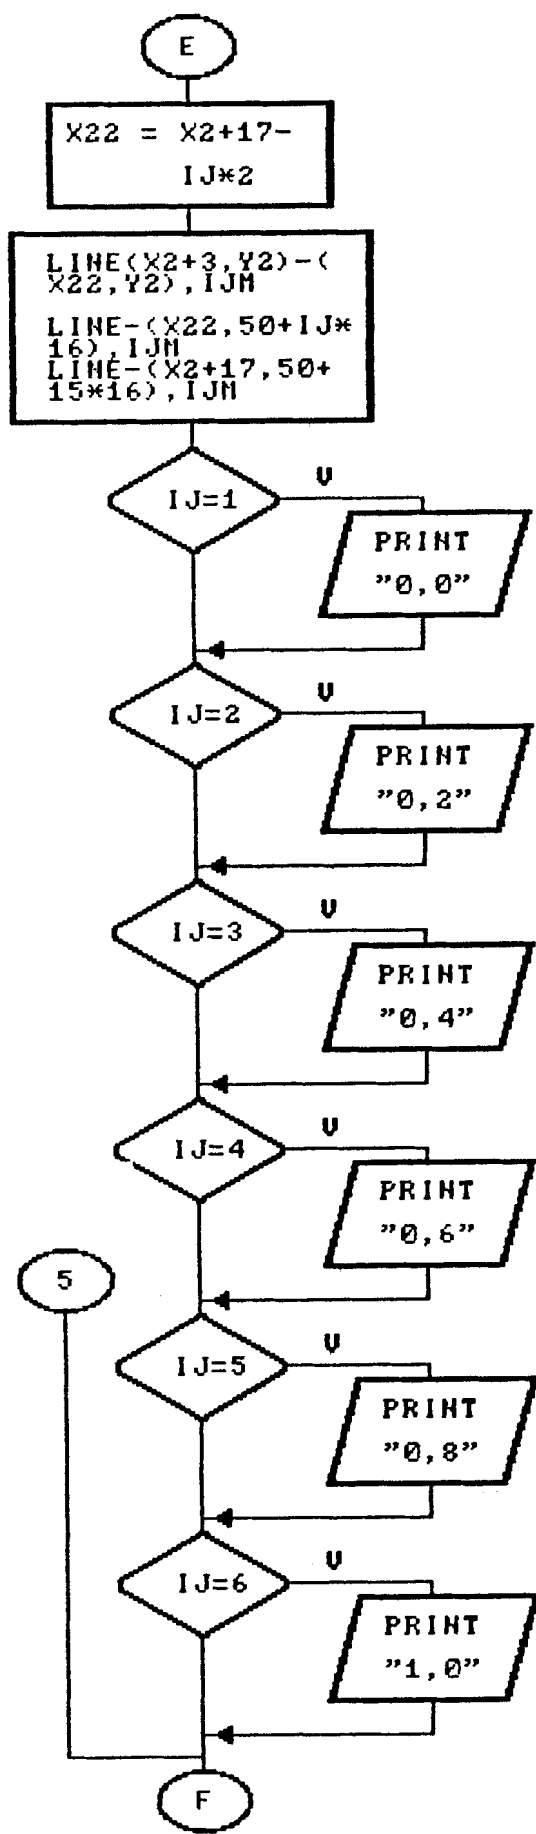 E
X22 = X2+17-
IJ*2
LINE(X2+3,Y2)-(
X22,Y2),IJM
LINE-(X22,50+IJ*
16),IJM
LINE-(X2+17,50+
15*16),IJM
IJ=1
V
PRINT
"0,0"
IJ=2
V
PRINT
"0,2"
IJ=3
V
PRINT
"0,4"
IJ=4
V
PRINT
"0,6"
5
IJ=5
V
PRINT
"0,8"
IJ=6
V
PRINT
"1,0"
F